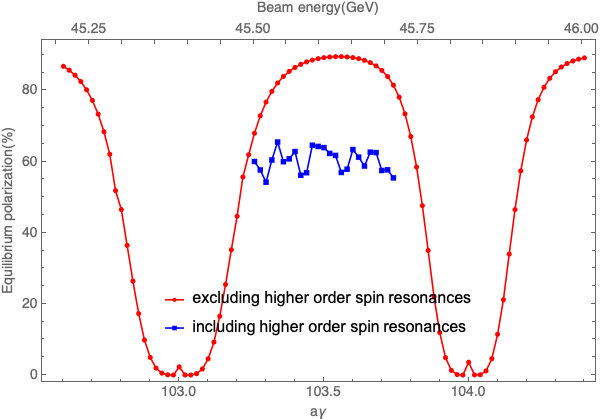 Beam energy(GeV)
45.25 45.50 45.75 46.00
Equilibrium polarization(%)
80
60
40
20
0
excluding higher order spin resonances
including higher order spin resonances
103.0 103.5 104.0
aγ